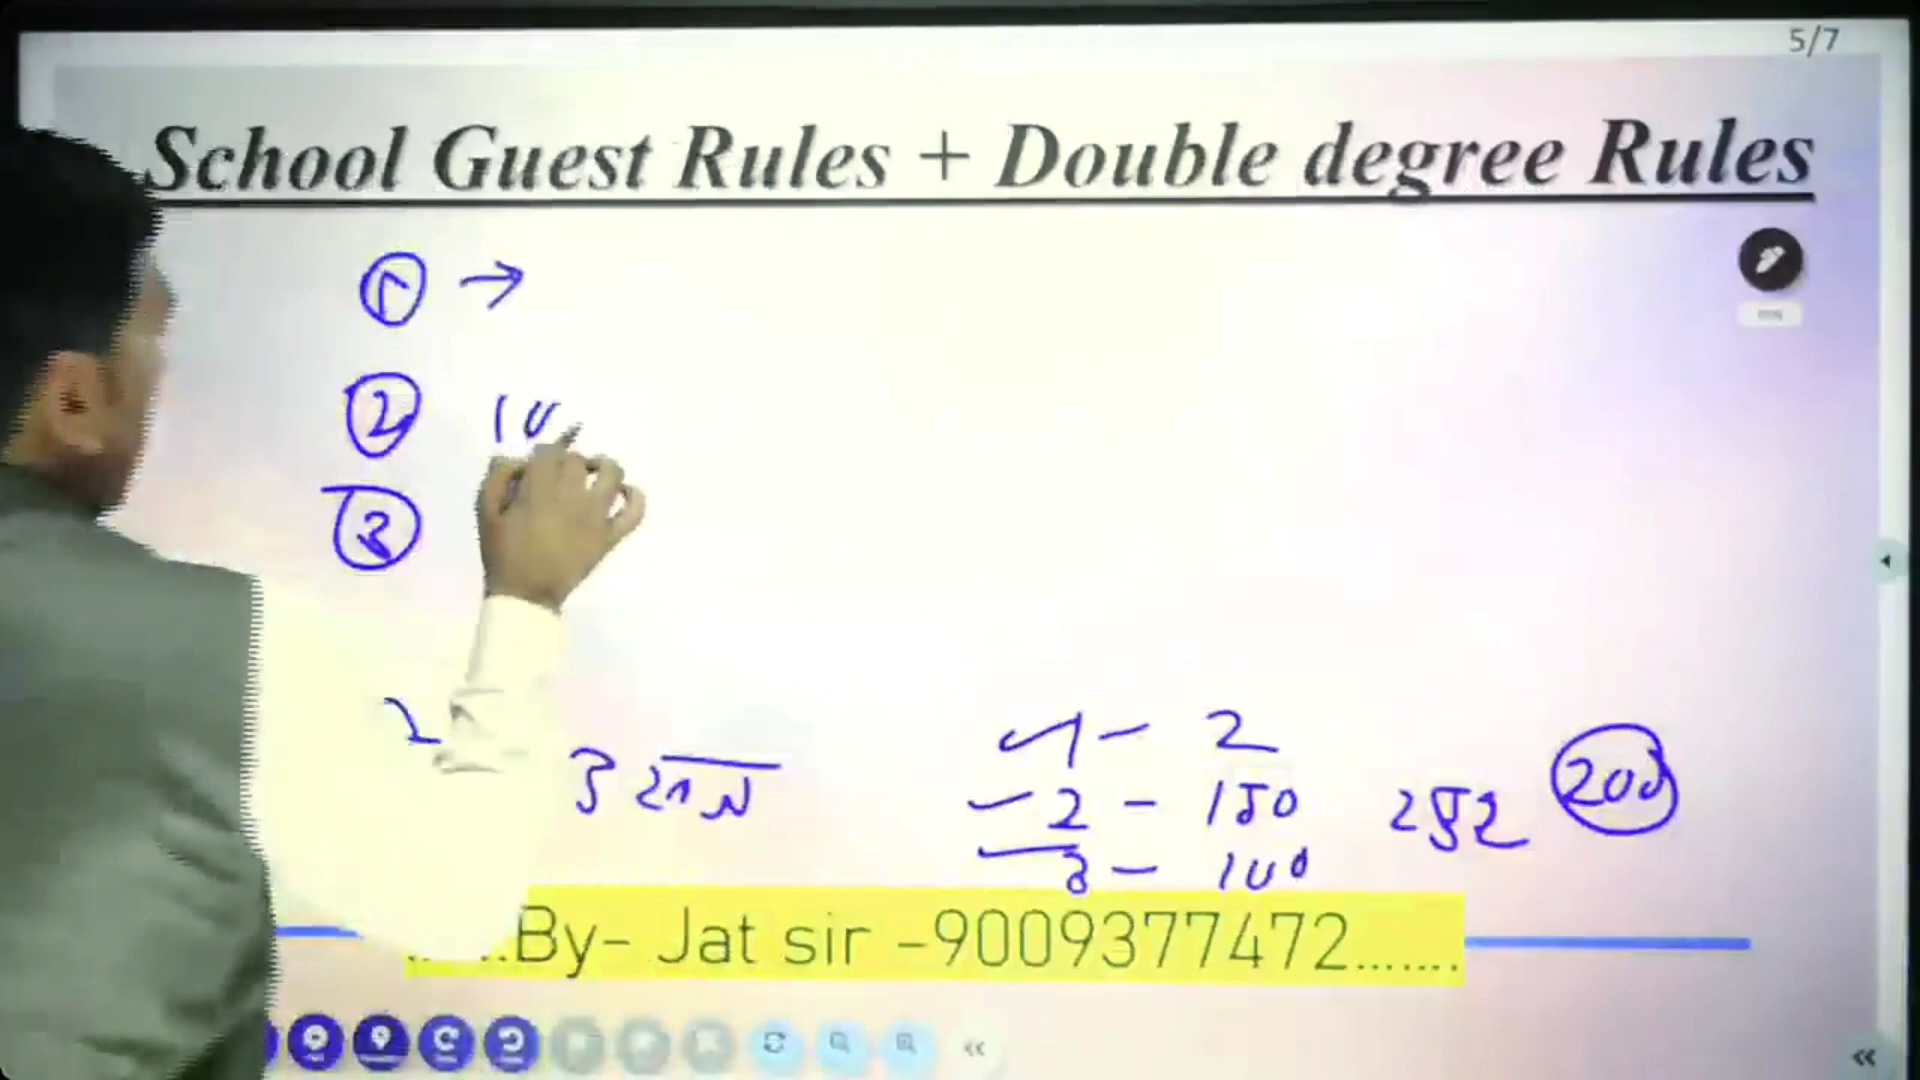 5/7
School Guest Rules + Double degree Rules
1 →
2 10
3
2
3
1 - 2
2 - 150
3 - 100
252 200
By- Jat sir -9009377472.......